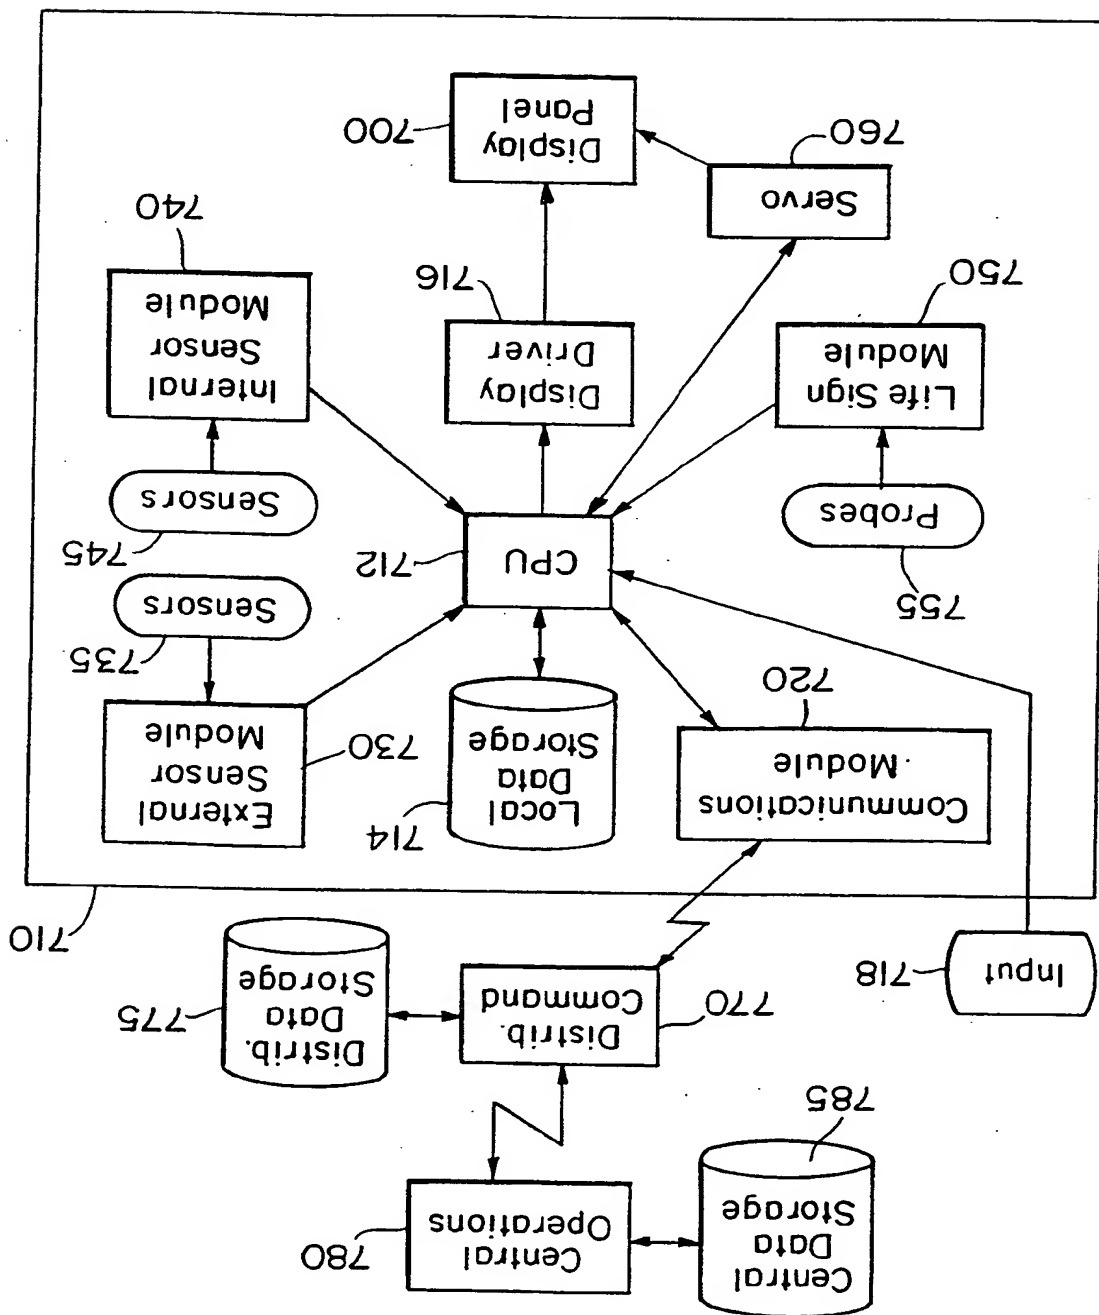 Central
Data
Storage
785
Central
Operations
780
Distrib.
Command
770
Distrib.
Data
Storage
775
Input
718
710
Communications
Module
720
Local
Data
Storage
714
External
Sensor
Module
730
Sensors
735
CPU
712
Probes
755
Sensors
745
Life Sign
Module
750
Display
Driver
716
Internal
Sensor
Module
740
Servo
760
Display
Panel
700